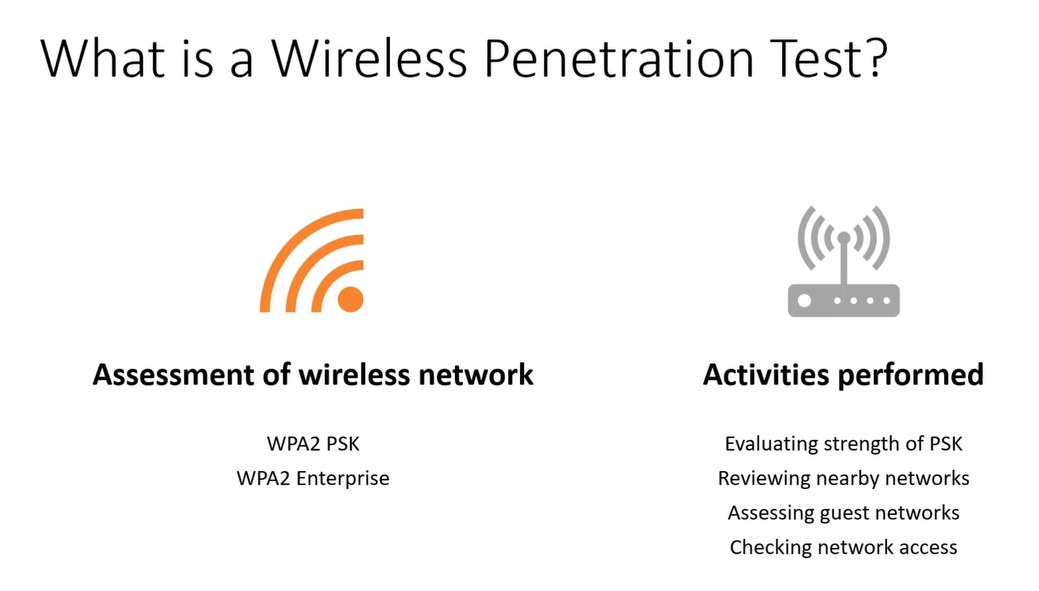 What is a Wireless Penetration Test?
Assessment of wireless network
WPA2 PSK
WPA2 Enterprise
Activities performed
Evaluating strength of PSK
Reviewing nearby networks
Assessing guest networks
Checking network access